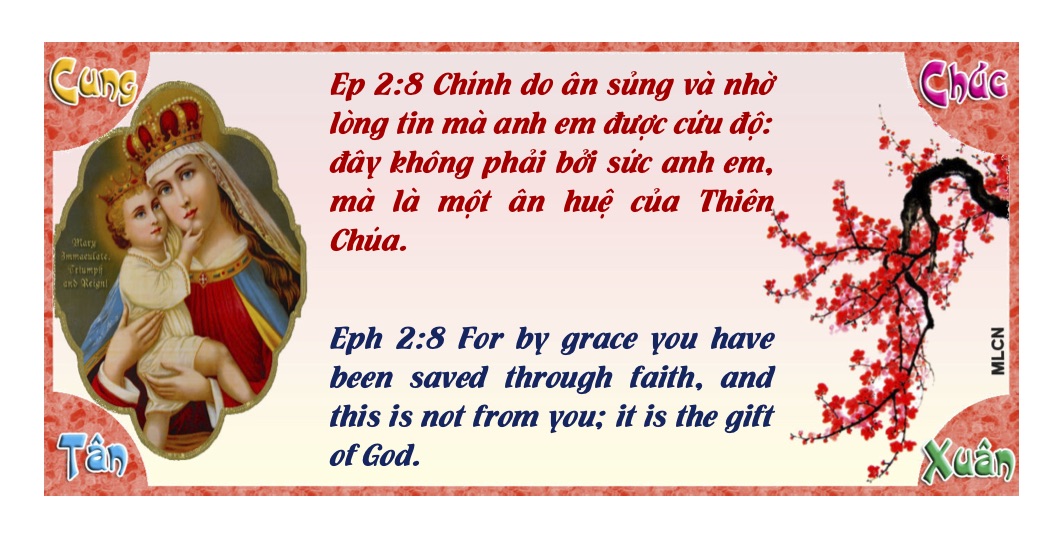 Cung
Chúc
Ep 2:8 Chính do ân sủng và nhờ
lòng tin mà anh em được cứu độ:
đây không phải bởi sức anh em,
mà là một ân huệ của Thiên
Chúa.
Mary
Immaculate,
Triumph
and Reign!
Eph 2:8 For by grace you have
been saved through faith, and
this is not from you; it is the gift
of God.
MLCN
Tân
Xuân